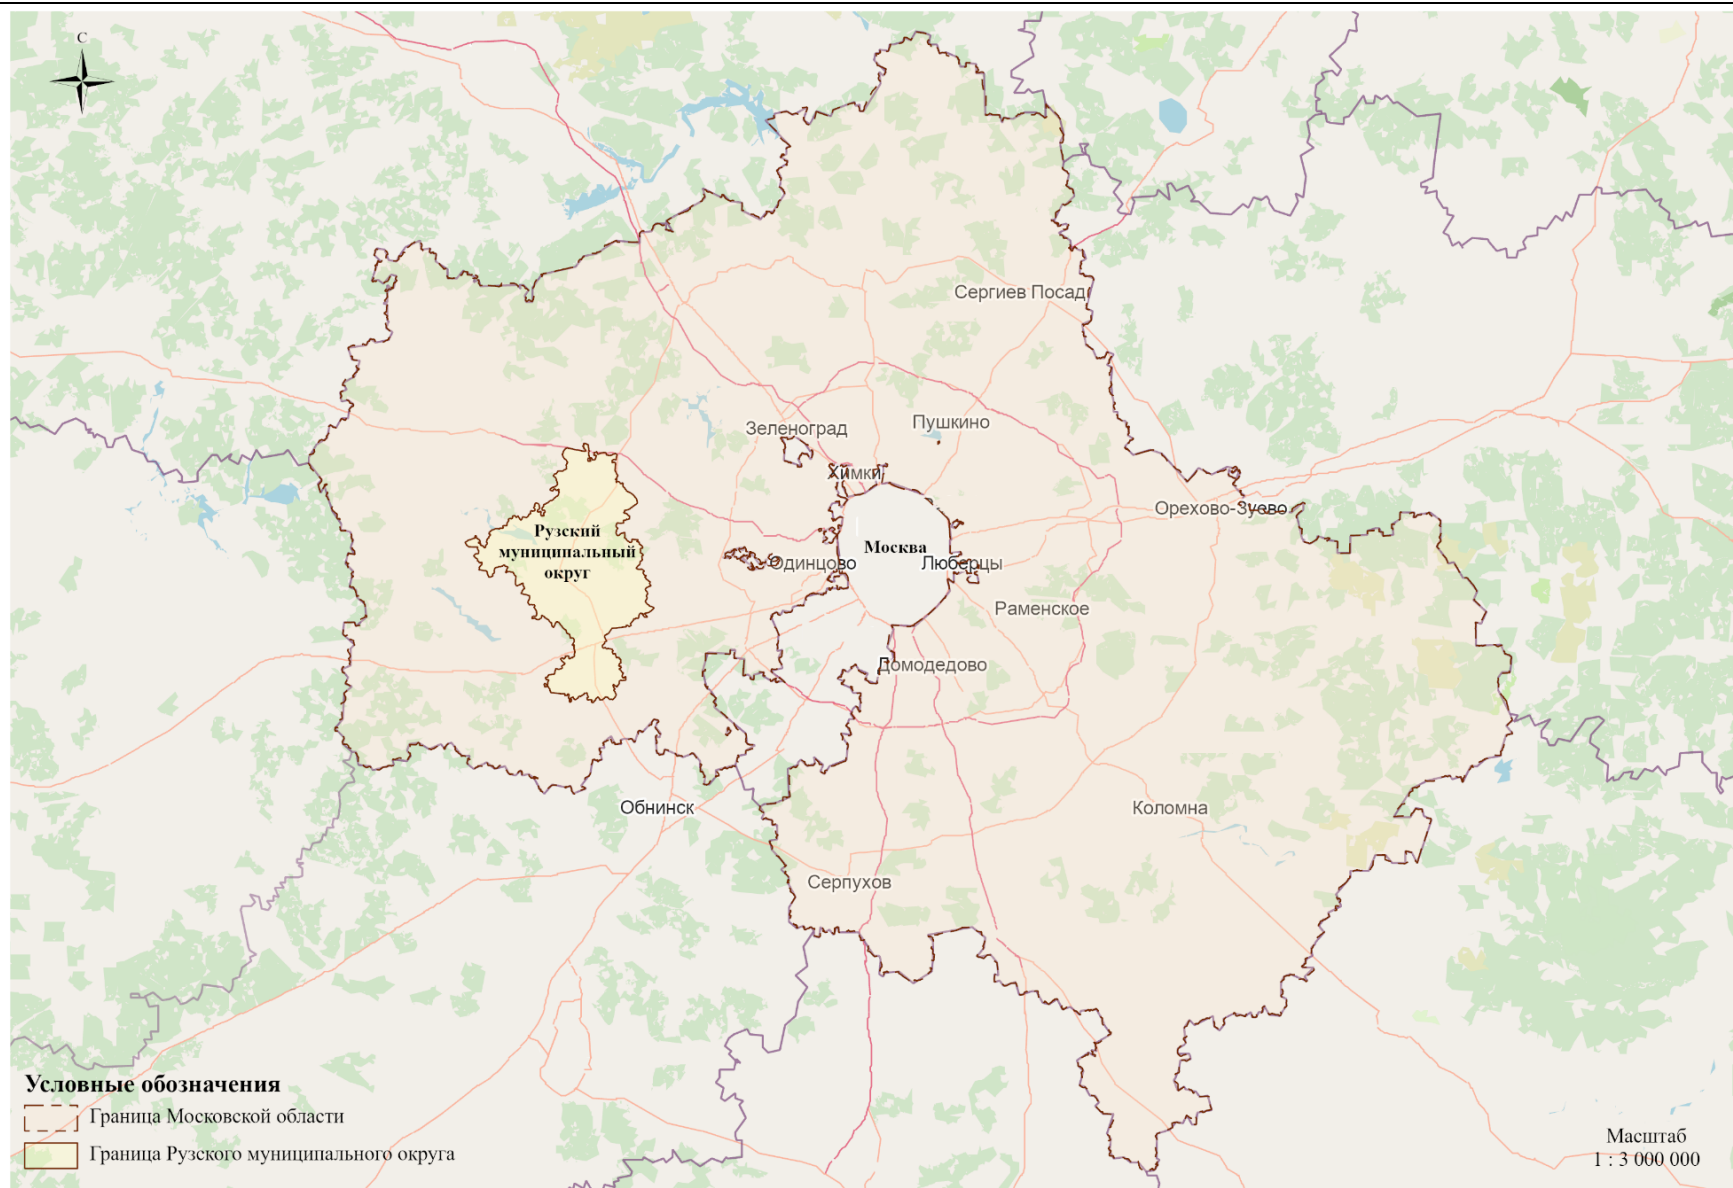 С
Сергиев Посад
Зеленоград
Пушкино
Химки
Орехово-Зуево
Рузский
муниципальный
округ
Москва
Одинцово
Люберцы
Раменское
Домодедово
Обнинск
Коломна
Серпухов
Условные обозначения
Граница Московской области
Граница Рузского муниципального округа
Масштаб
1 : 3 000 000